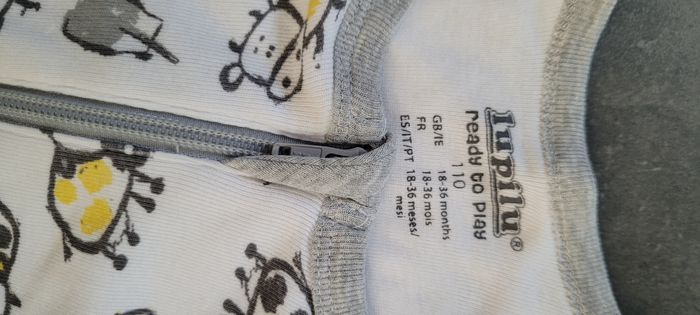 lupilu®
ready to play
110
GB/IE 18-36 months
FR 18-36 mois
ES/IT/PT 18-36 meses/
mesi